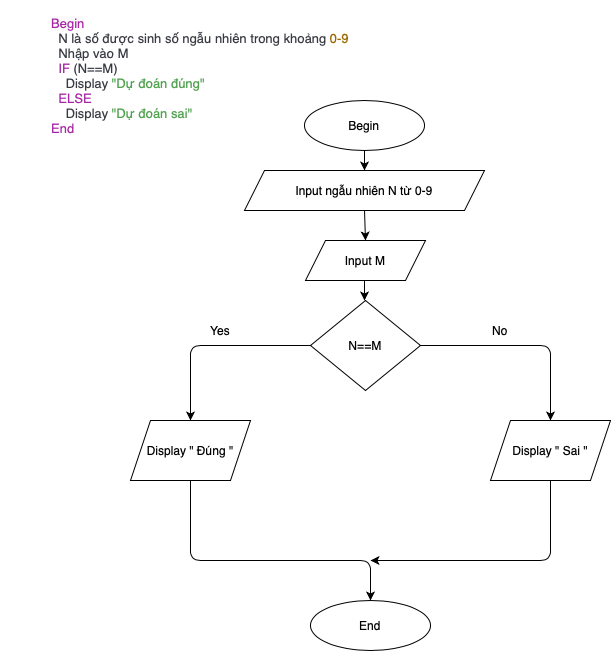 Begin
N là số được sinh số ngẫu nhiên trong khoảng 0-9
Nhập vào M
IF (N==M)
Display "Dự đoán đúng"
ELSE
Display "Dự đoán sai"
End
Begin
Input ngẫu nhiên N từ 0-9
Input M
N==M
Yes
No
Display " Đúng "
Display " Sai "
End